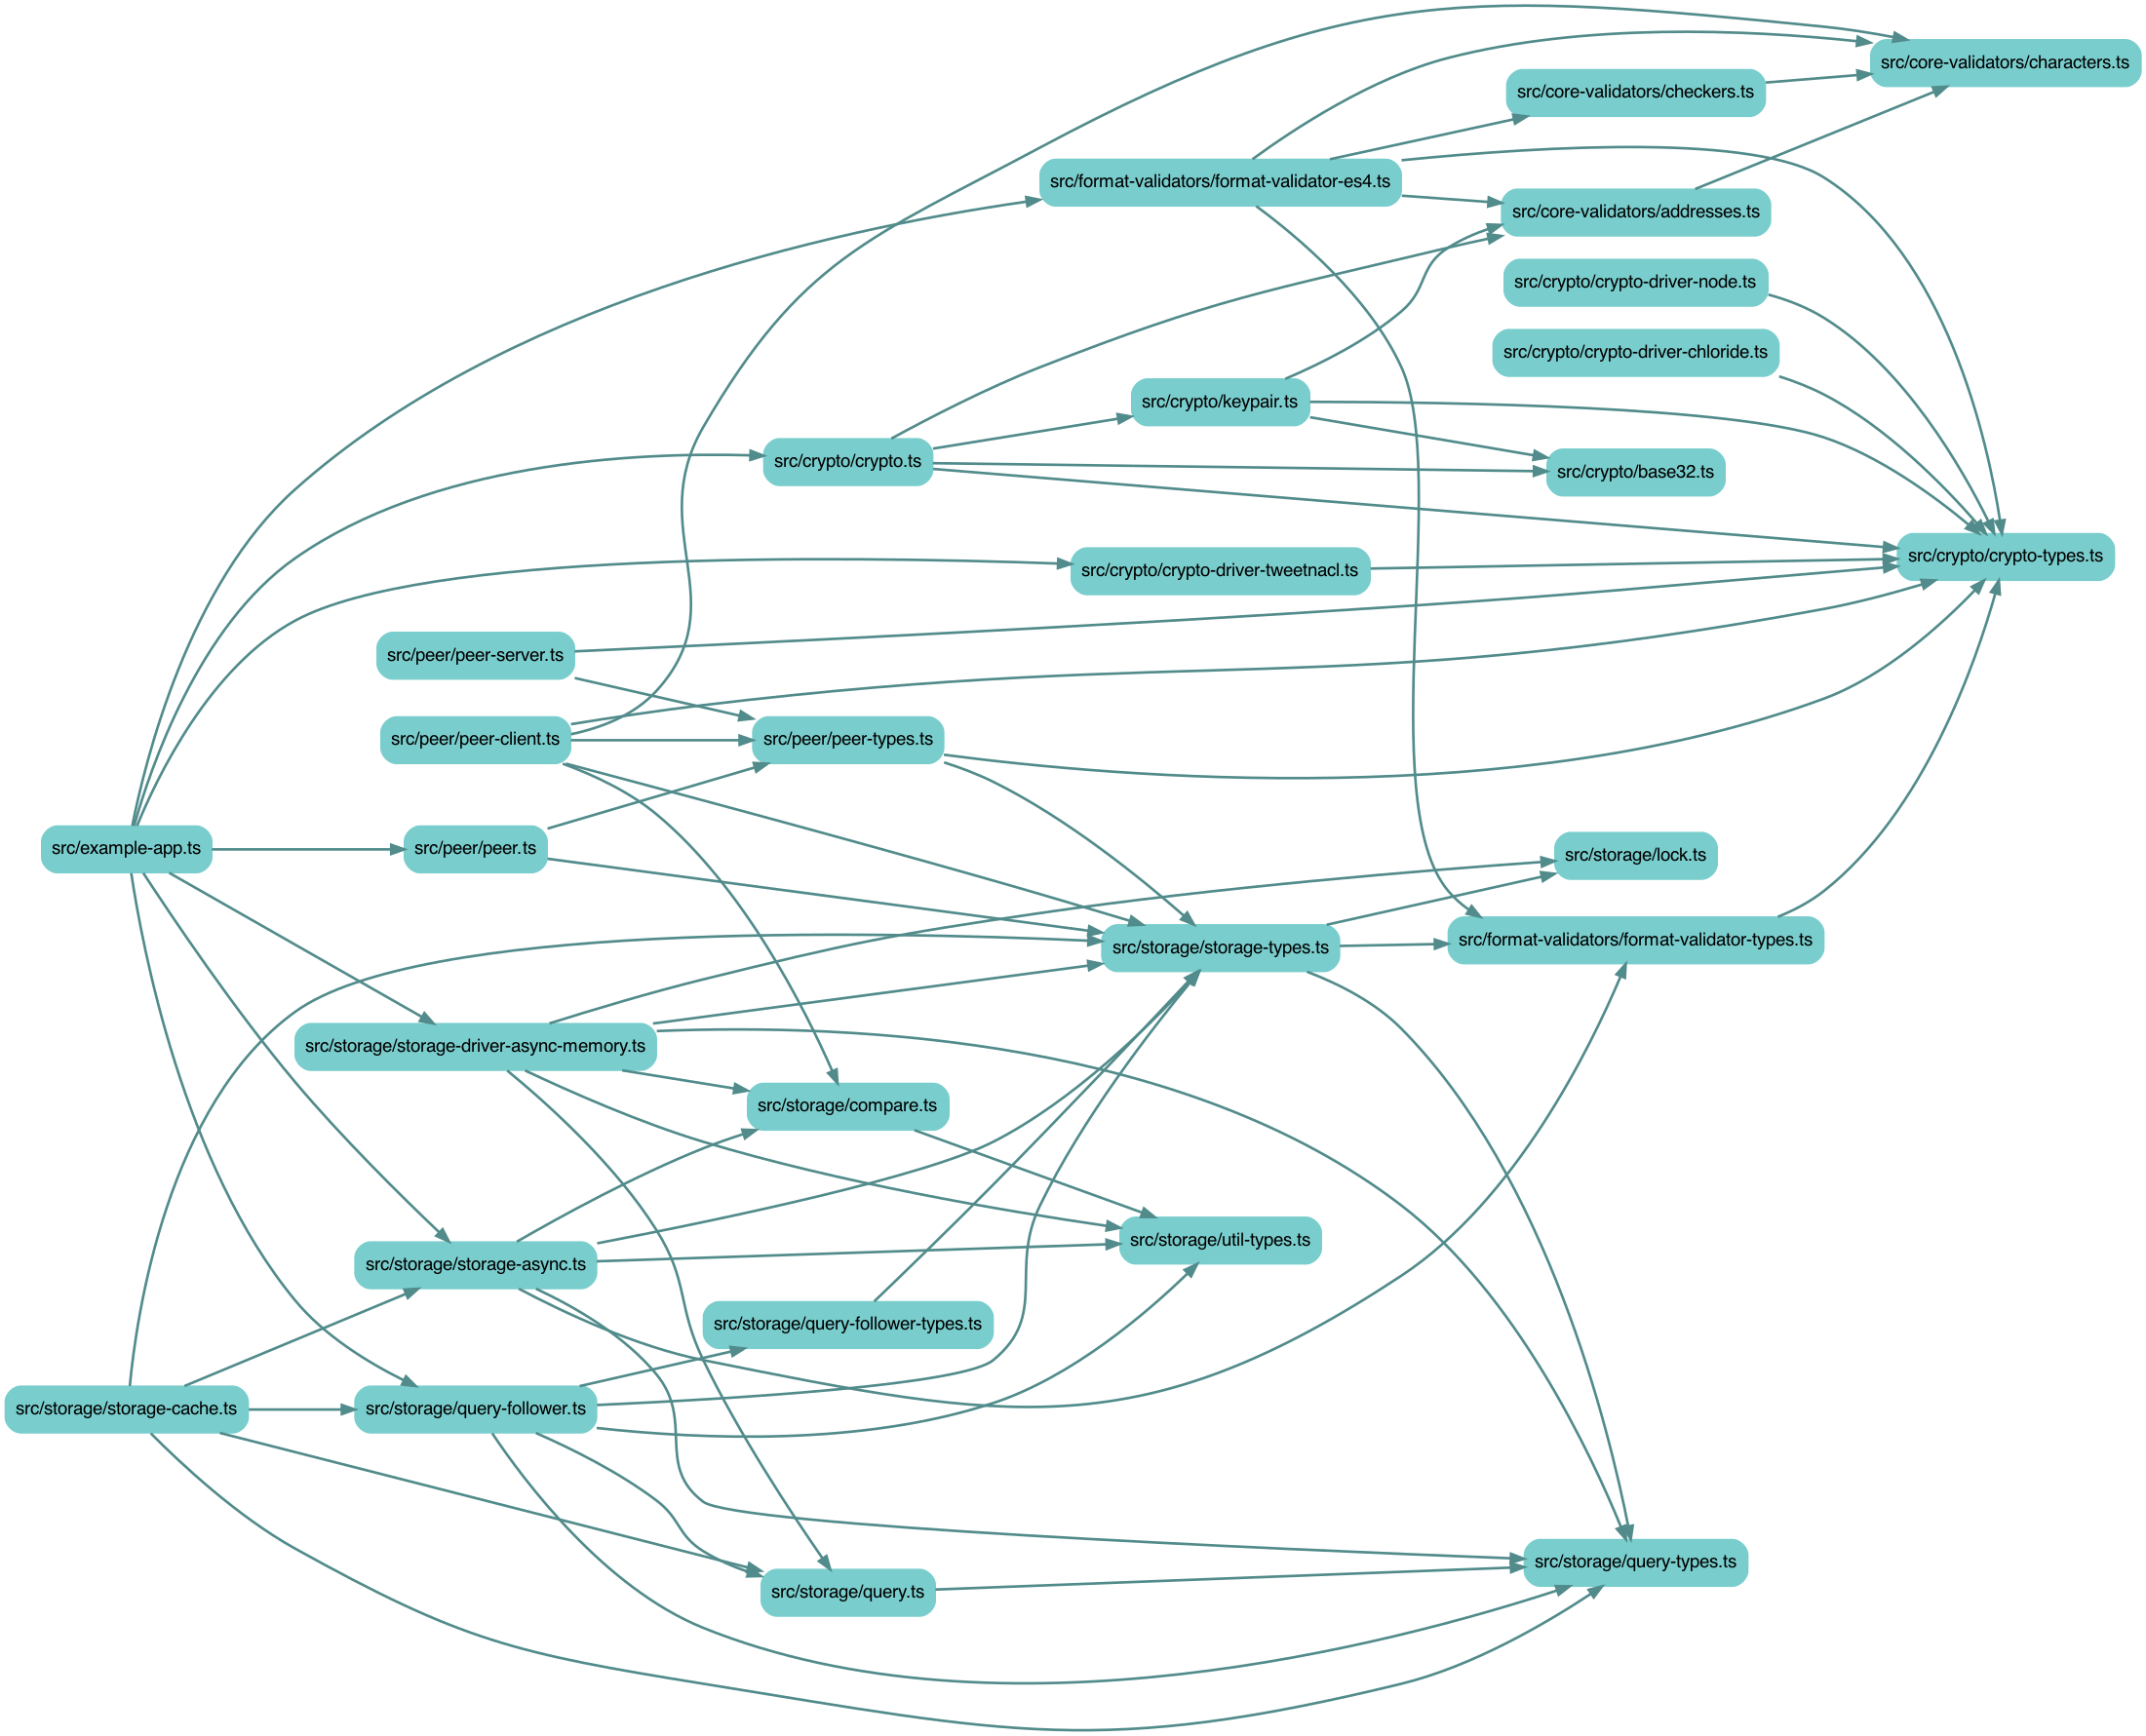 src/core-validators/characters.ts
src/core-validators/checkers.ts
src/format-validators/format-validator-es4.ts
src/core-validators/addresses.ts
src/crypto/crypto-driver-node.ts
src/crypto/crypto-driver-chloride.ts
src/crypto/keypair.ts
src/crypto/crypto.ts
src/crypto/base32.ts
src/crypto/crypto-types.ts
src/crypto/crypto-driver-tweetnacl.ts
src/peer/peer-server.ts
src/peer/peer-client.ts
src/peer/peer-types.ts
src/example-app.ts
src/peer/peer.ts
src/storage/lock.ts
src/storage/storage-types.ts
src/format-validators/format-validator-types.ts
src/storage/storage-driver-async-memory.ts
src/storage/compare.ts
src/storage/util-types.ts
src/storage/storage-async.ts
src/storage/query-follower-types.ts
src/storage/storage-cache.ts
src/storage/query-follower.ts
src/storage/query-types.ts
src/storage/query.ts